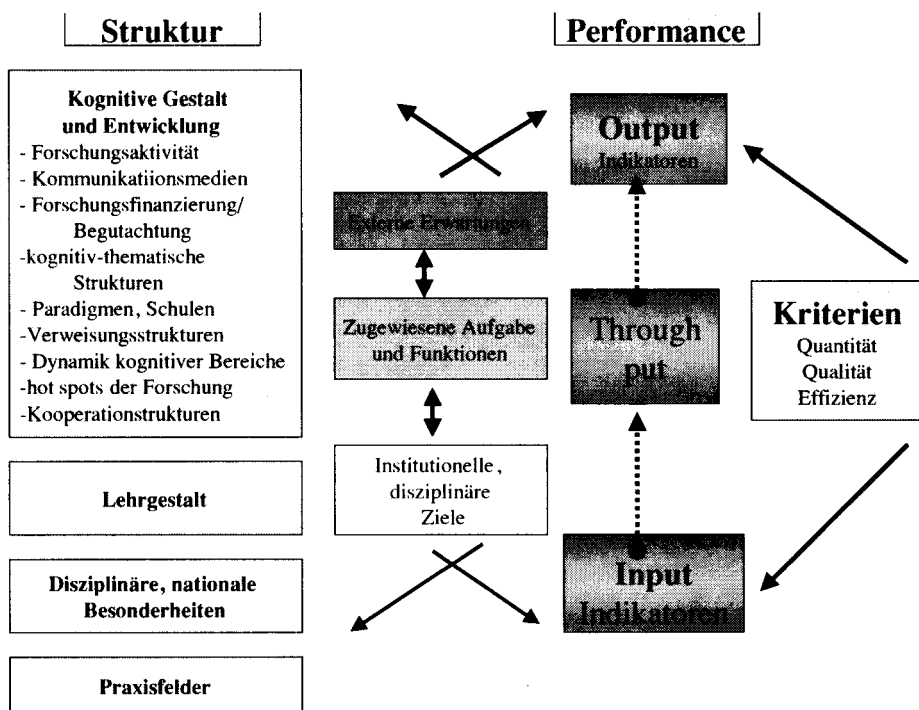 Struktur
Performance
Kognitive Gestalt
und Entwicklung
- Forschungsaktivität
- Kommunikatiionsmedien
- Forschungsfinanzierung/
Begutachtung
-kognitiv-thematische
Strukturen
- Paradigmen, Schulen
-Verweisungsstrukturen
- Dynamik kognitiver Bereiche
-hot spots der Forschung
-Kooperationstrukturen
Lehrgestalt
Disziplinäre, nationale
Besonderheiten
Praxisfelder
Externe Erwartungen
Zugewiesene Aufgabe
und Funktionen
Institutionelle,
disziplinäre
Ziele
Output
Indikatoren
Through
put
Input
Indikatoren
Kriterien
Quantität
Qualität
Effizienz